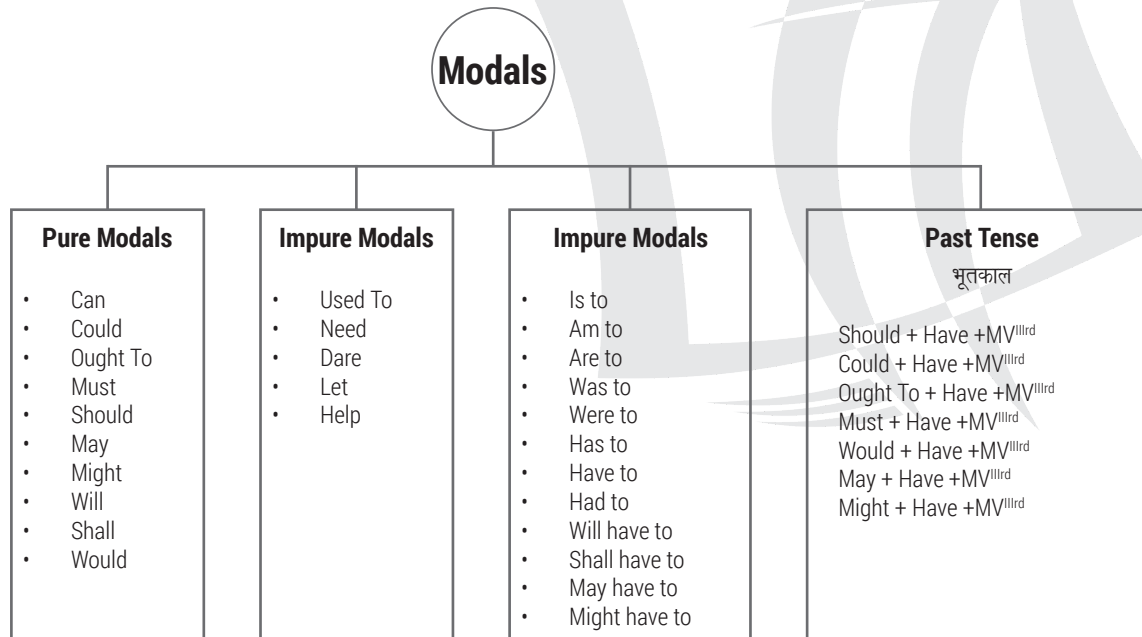 Modals
Pure Modals
• Can
• Could
• Ought To
• Must
• Should
• May
• Might
• Will
• Shall
• Would
Impure Modals
• Used To
• Need
• Dare
• Let
• Help
Impure Modals
• Is to
• Am to
• Are to
• Was to
• Were to
• Has to
• Have to
• Had to
• Will have to
• Shall have to
• May have to
• Might have to
Past Tense
भूतकाल
Should + Have +MVIIIrd
Could + Have +MVIIIrd
Ought To + Have +MVIIIrd
Must + Have +MVIIIrd
Would + Have +MVIIIrd
May + Have +MVIIIrd
Might + Have +MVIIIrd